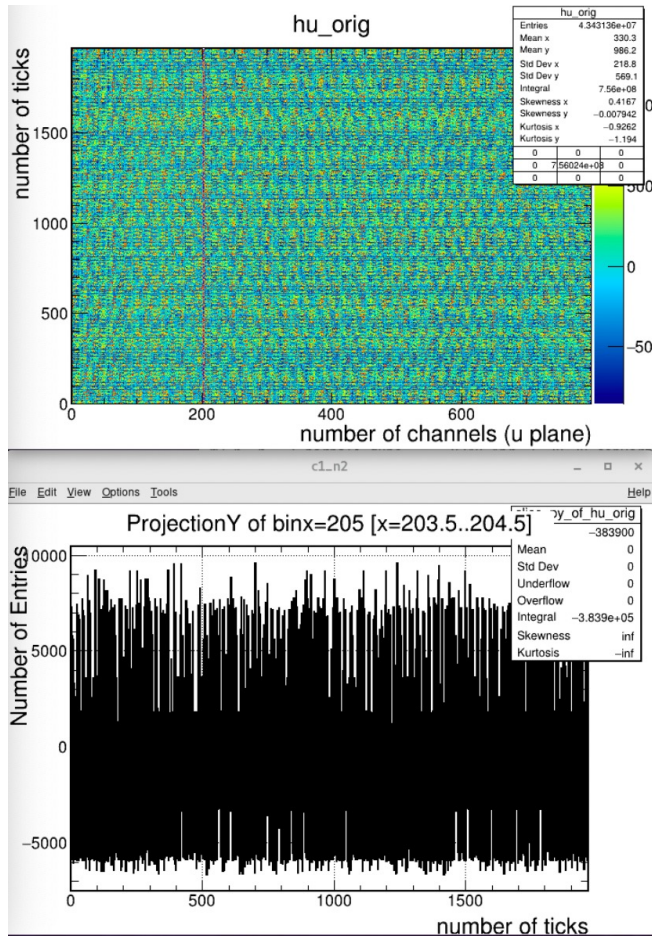 hu_orig
hu_orig
Entries 4.343136e+07
Mean x 330.3
Mean y 986.2
Std Dev x 218.8
Std Dev y 569.1
Integral 7.56e+08
Skewness x 0.4167
Skewness y −0.007942
Kurtosis x −0.9262
Kurtosis y −1.194
0 0 0
0 7.56024e+08 0
0 0 0
number of ticks
1500
1000
500
0
0 200 400 600
number of channels (u plane)
0
500
0
−50
c1_n2
File Edit View Options Tools Help
ProjectionY of binx=205 [x=203.5..204.5]
py_of_hu_orig
−383900
Mean 0
Std Dev 0
Underflow 0
Overflow 0
Integral −3.839e+05
Skewness inf
Kurtosis −inf
Number of Entries
0000
5000
0
−5000
0 500 1000 1500
number of ticks